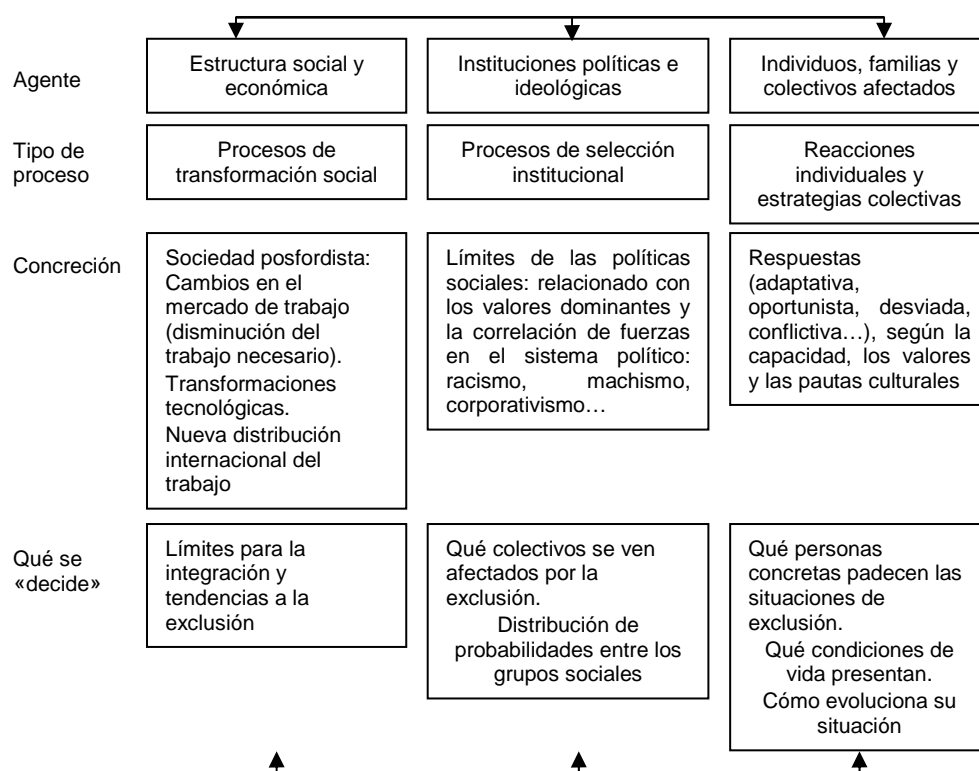 Agente
Estructura social y
económica
Instituciones políticas e
ideológicas
Individuos, familias y
colectivos afectados
Tipo de
proceso
Procesos de
transformación social
Procesos de selección
institucional
Reacciones
individuales y
estrategias colectivas
Concreción
Sociedad posfordista:
Cambios en el
mercado de trabajo
(disminución del
trabajo necesario).
Transformaciones
tecnológicas.
Nueva distribución
internacional del
trabajo
Límites de las políticas
sociales: relacionado con
los valores dominantes y
la correlación de fuerzas
en el sistema político:
racismo, machismo,
corporativismo…
Respuestas
(adaptativa,
oportunista, desviada,
conflictiva…), según la
capacidad, los valores
y las pautas culturales
Qué se
«decide»
Límites para la
integración y
tendencias a la
exclusión
Qué colectivos se ven
afectados por la
exclusión.
Distribución de
probabilidades entre los
grupos sociales
Qué personas
concretas padecen las
situaciones de
exclusión.
Qué condiciones de
vida presentan.
Cómo evoluciona su
situación